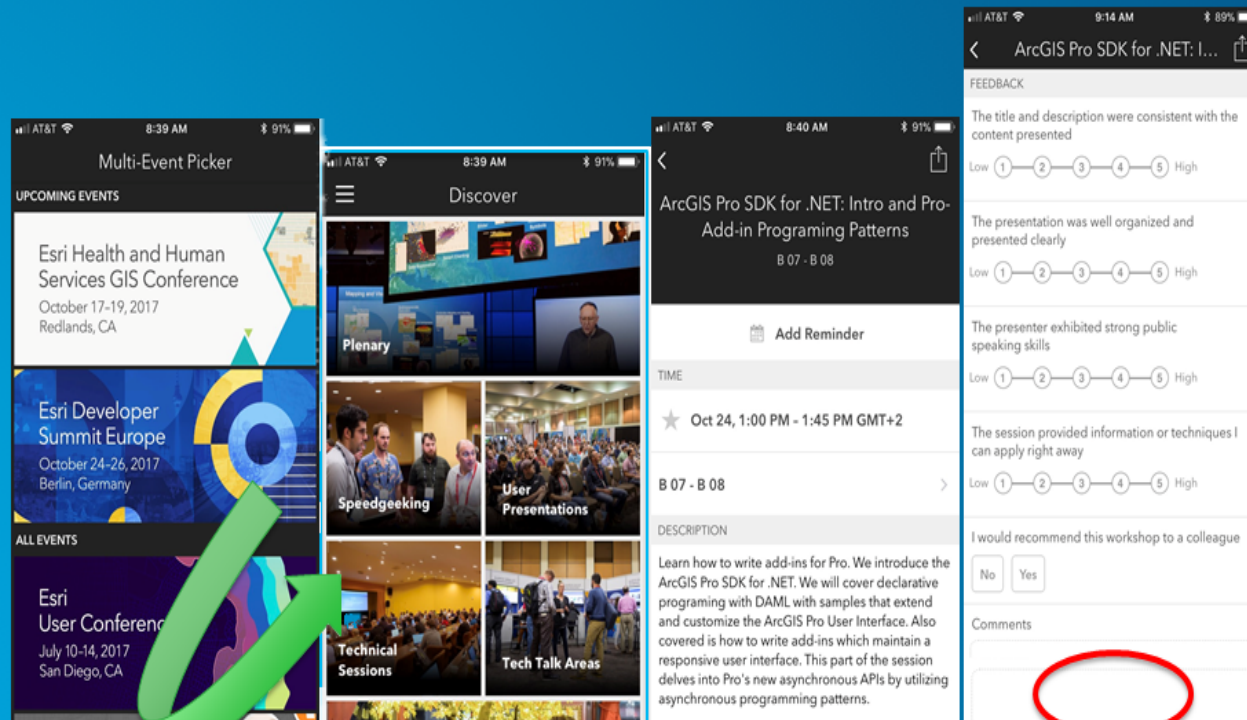 AT&T 8:39 AM 91%
Multi-Event Picker
UPCOMING EVENTS
Esri Health and Human
Services GIS Conference
October 17-19, 2017
Redlands, CA
Esri Developer
Summit Europe
October 24-26, 2017
Berlin, Germany
ALL EVENTS
Esri
User Conferenc
July 10-14, 2017
San Diego, CA
AT&T 8:39 AM 91%
Discover
Plenary
Speedgeeking
User
Presentations
Technical
Sessions
Tech Talk Areas
AT&T 8:40 AM 91%
ArcGIS Pro SDK for .NET: Intro and Pro-
Add-in Programing Patterns
B 07 - B 08
Add Reminder
TIME
Oct 24, 1:00 PM - 1:45 PM GMT+2
B 07 - B 08
DESCRIPTION
Learn how to write add-ins for Pro. We introduce the
ArcGIS Pro SDK for .NET. We will cover declarative
programing with DAML with samples that extend
and customize the ArcGIS Pro User Interface. Also
covered is how to write add-ins which maintain a
responsive user interface. This part of the session
delves into Pro's new asynchronous APIs by utilizing
asynchronous programming patterns.
AT&T 9:14 AM 89%
ArcGIS Pro SDK for .NET: I...
FEEDBACK
The title and description were consistent with the
content presented
Low 1 2 3 4 5 High
The presentation was well organized and
presented clearly
Low 1 2 3 4 5 High
The presenter exhibited strong public
speaking skills
Low 1 2 3 4 5 High
The session provided information or techniques I
can apply right away
Low 1 2 3 4 5 High
I would recommend this workshop to a colleague
No Yes
Comments